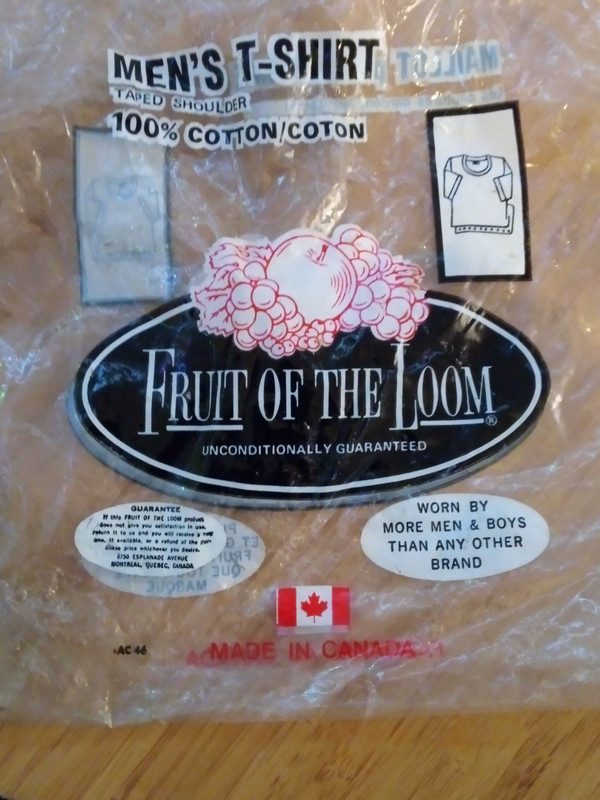 MEN'S T-SHIRT
TAPED SHOULDER
100% COTTON/COTON
FRUIT OF THE LOOM®
UNCONDITIONALLY GUARANTEED
GUARANTEE
If this FRUIT OF THE LOOM product
does not give you satisfaction in use,
return it to us and you will receive a new
one, if available, or a refund of the pur-
chase price whichever you desire.
5750 ESPLANADE AVENUE
MONTREAL, QUEBEC, CANADA
WORN BY
MORE MEN & BOYS
THAN ANY OTHER
BRAND
·AC 46
MADE IN CANADA